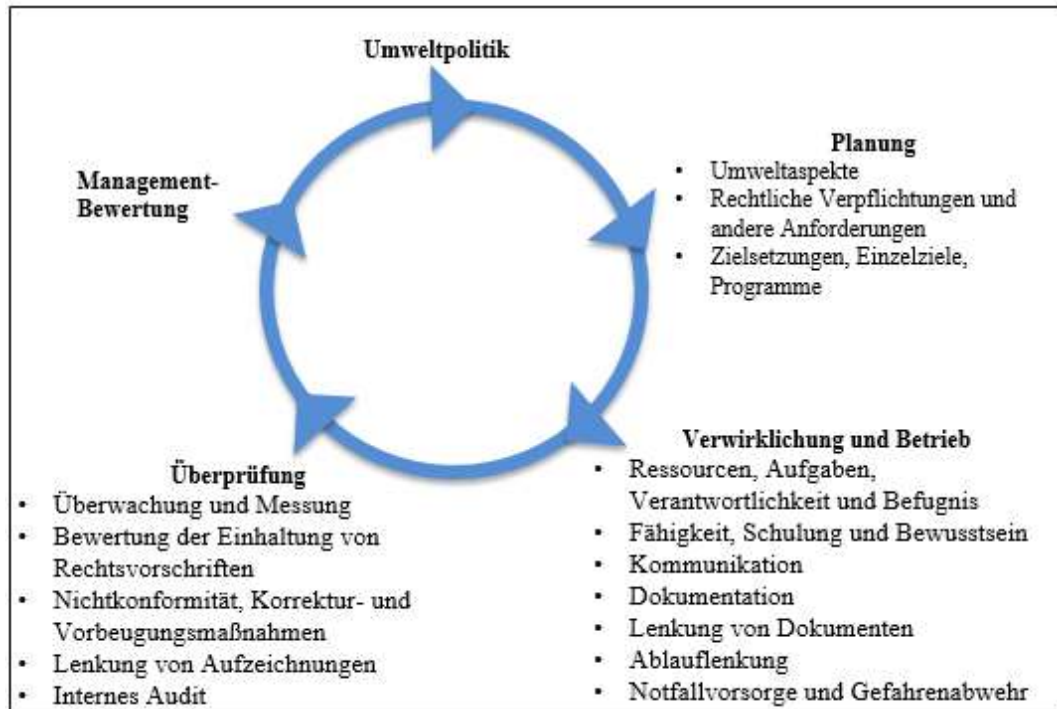 Umweltpolitik
Planung
• Umweltaspekte
• Rechtliche Verpflichtungen und
andere Anforderungen
• Zielsetzungen, Einzelziele,
Programme
Verwirklichung und Betrieb
• Ressourcen, Aufgaben,
Verantwortlichkeit und Befugnis
• Fähigkeit, Schulung und Bewusstsein
• Kommunikation
• Dokumentation
• Lenkung von Dokumenten
• Ablauflenkung
• Notfallvorsorge und Gefahrenabwehr
Überprüfung
• Überwachung und Messung
• Bewertung der Einhaltung von
Rechtsvorschriften
• Nichtkonformität, Korrektur- und
Vorbeugungsmaßnahmen
• Lenkung von Aufzeichnungen
• Internes Audit
Management-
Bewertung